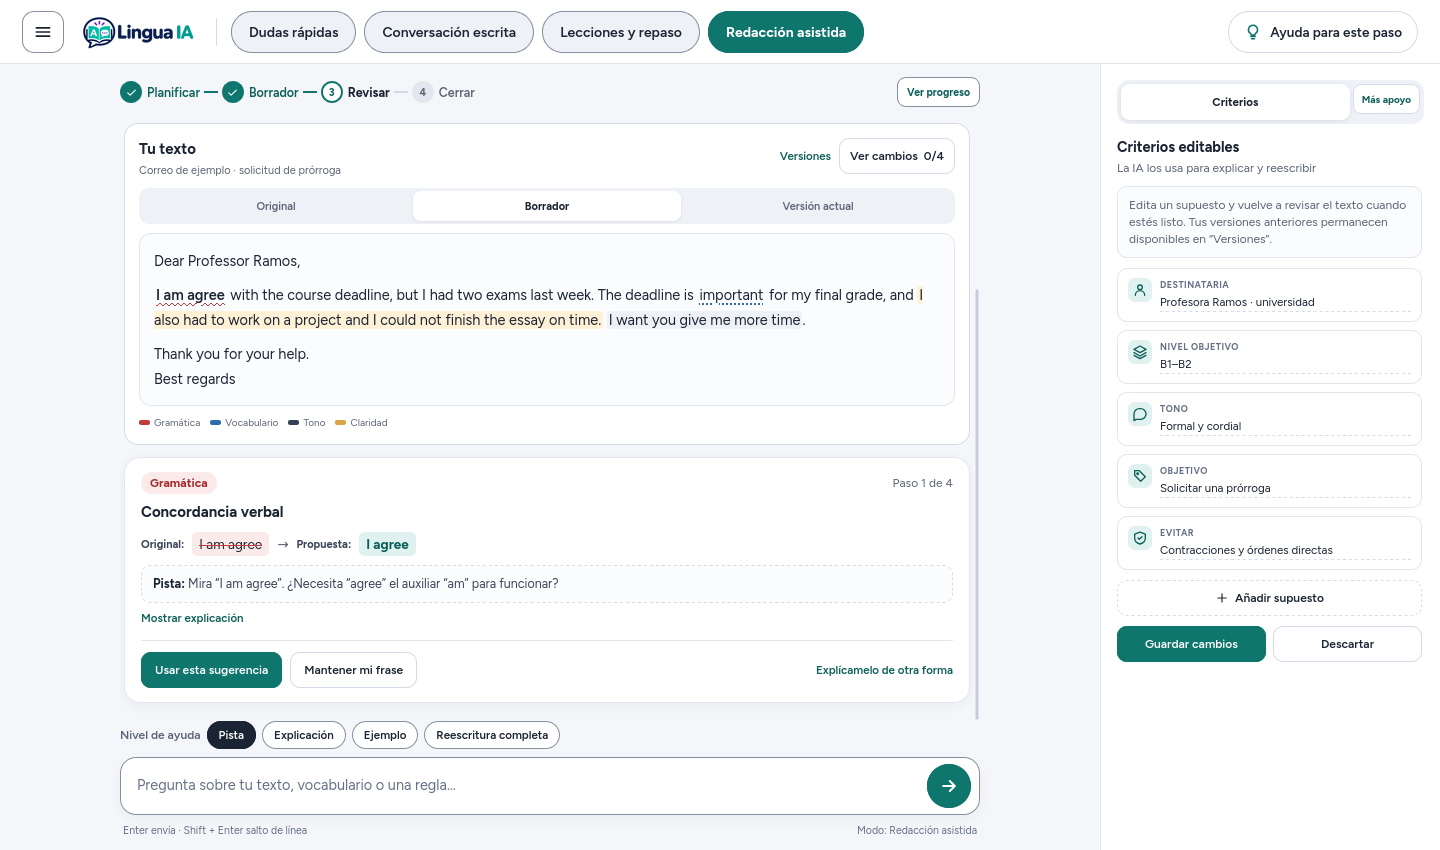 Lingua IA
Dudas rápidas
Conversación escrita
Lecciones y repaso
Redacción asistida
Ayuda para este paso
Planificar
Borrador
3 Revisar
4 Cerrar
Ver progreso
Tu texto
Correo de ejemplo · solicitud de prórroga
Versiones
Ver cambios 0/4
Original
Borrador
Versión actual
Dear Professor Ramos,
I am agree with the course deadline, but I had two exams last week. The deadline is important for my final grade, and I
also had to work on a project and I could not finish the essay on time. I want you give me more time.
Thank you for your help.
Best regards
Gramática
Vocabulario
Tono
Claridad
Gramática
Paso 1 de 4
Concordancia verbal
Original: I am agree → Propuesta: I agree
Pista: Mira “I am agree”. ¿Necesita “agree” el auxiliar “am” para funcionar?
Mostrar explicación
Usar esta sugerencia
Mantener mi frase
Explícamelo de otra forma
Nivel de ayuda
Pista
Explicación
Ejemplo
Reescritura completa
Pregunta sobre tu texto, vocabulario o una regla...
Enter envía · Shift + Enter salto de línea
Modo: Redacción asistida
Criterios
Más apoyo
Criterios editables
La IA los usa para explicar y reescribir
Edita un supuesto y vuelve a revisar el texto cuando
estés listo. Tus versiones anteriores permanecen
disponibles en “Versiones”.
DESTINATARIA
Profesora Ramos · universidad
NIVEL OBJETIVO
B1–B2
TONO
Formal y cordial
OBJETIVO
Solicitar una prórroga
EVITAR
Contracciones y órdenes directas
+ Añadir supuesto
Guardar cambios
Descartar